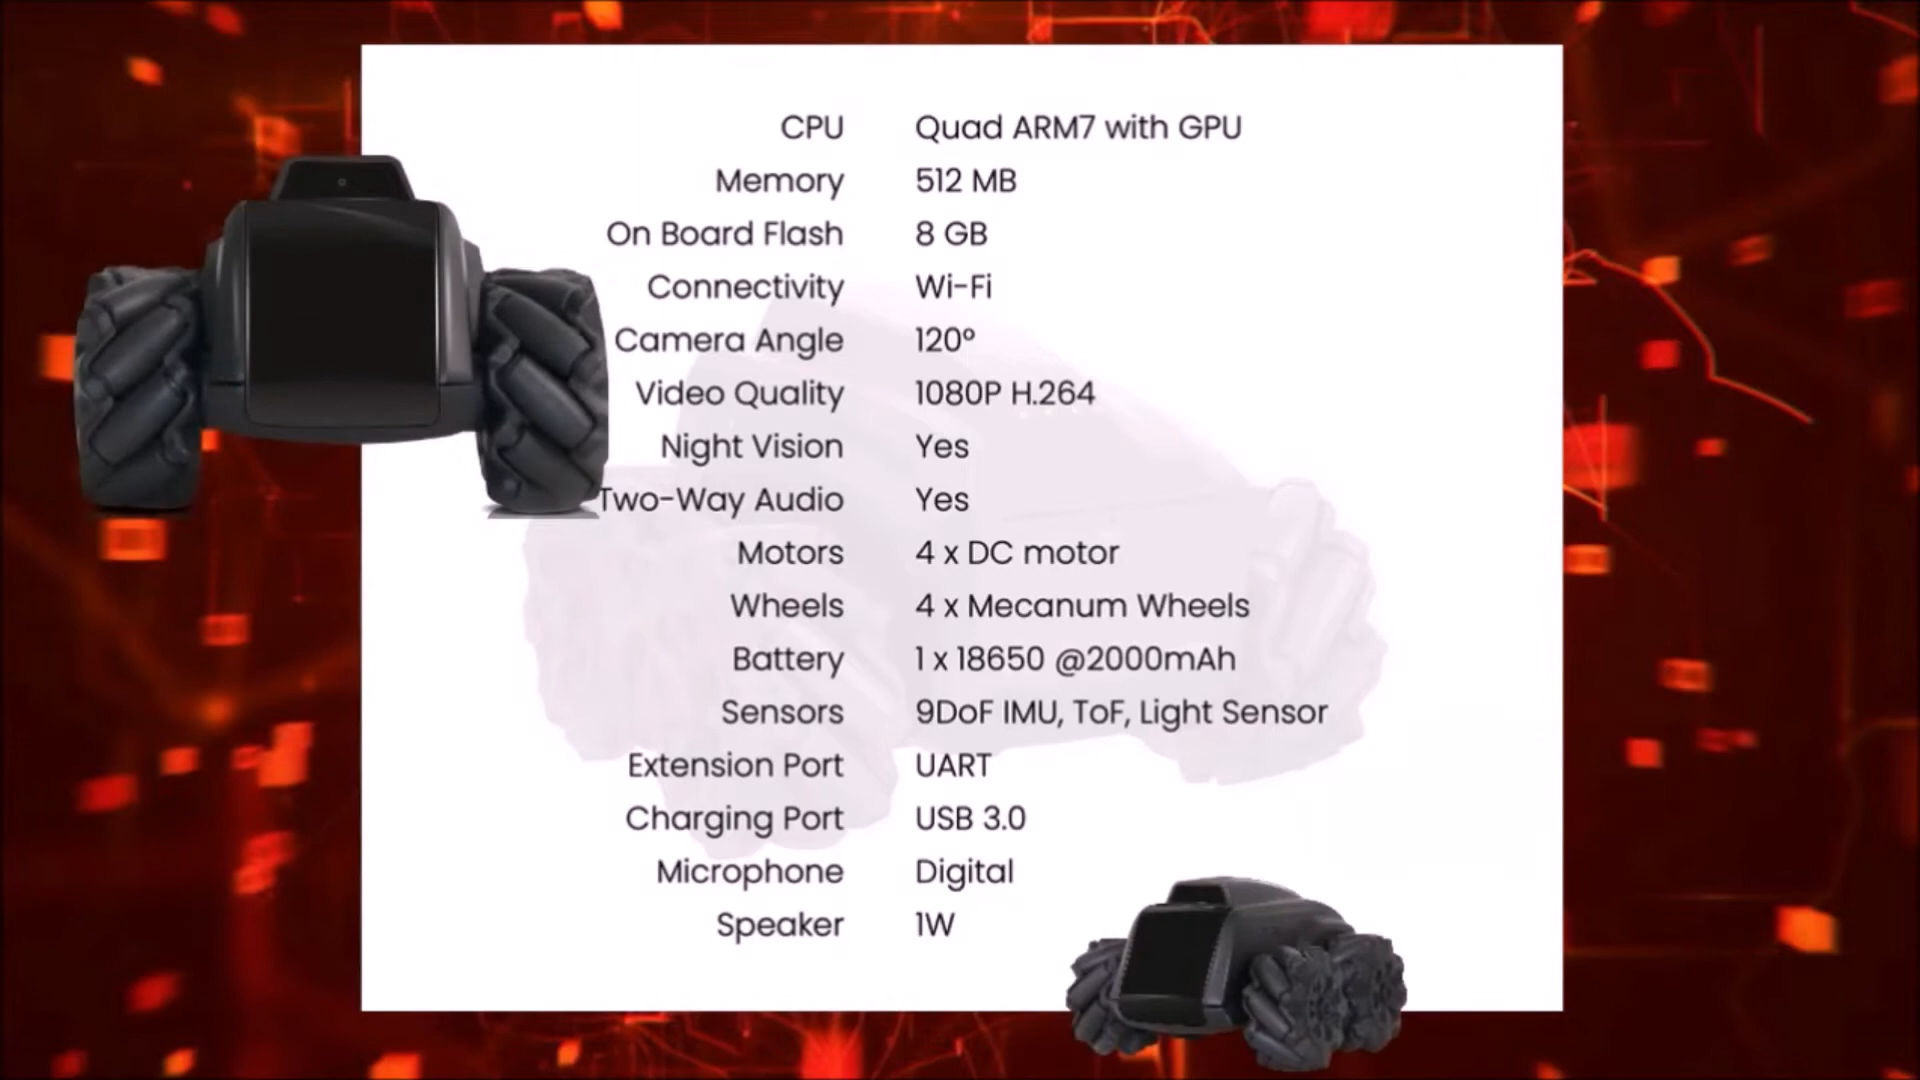 CPU Quad ARM7 with GPU
Memory 512 MB
On Board Flash 8 GB
Connectivity Wi-Fi
Camera Angle 120°
Video Quality 1080P H.264
Night Vision Yes
Two-Way Audio Yes
Motors 4 x DC motor
Wheels 4 x Mecanum Wheels
Battery 1 x 18650 @2000mAh
Sensors 9DoF IMU, ToF, Light Sensor
Extension Port UART
Charging Port USB 3.0
Microphone Digital
Speaker 1W